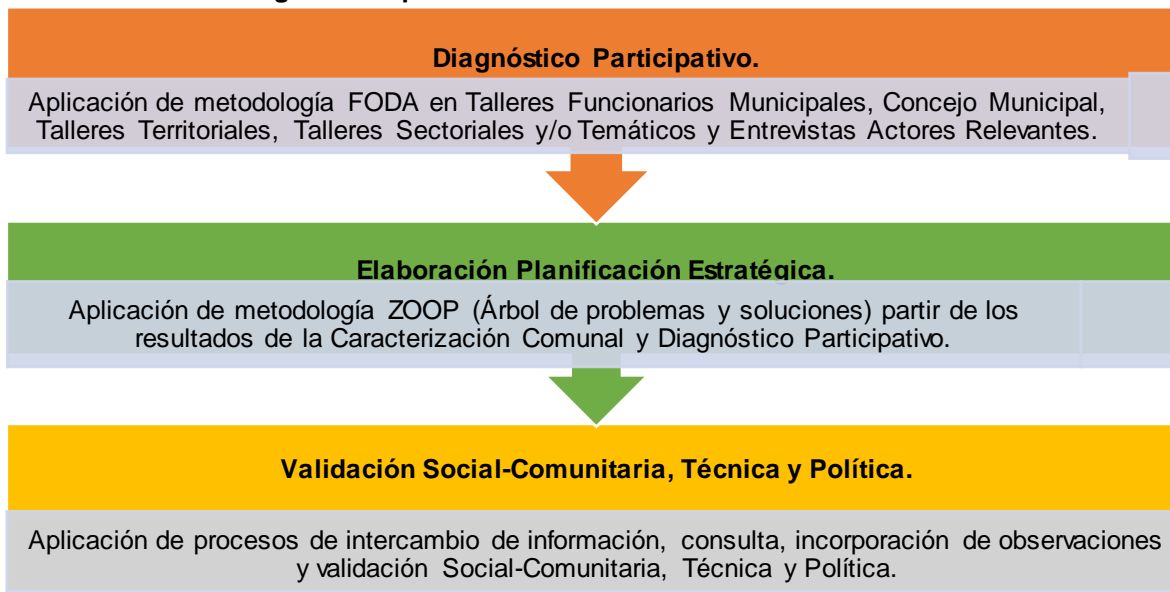 Diagnóstico Participativo.
Aplicación de metodología FODA en Talleres Funcionarios Municipales, Concejo Municipal,
Talleres Territoriales, Talleres Sectoriales y/o Temáticos y Entrevistas Actores Relevantes.
Elaboración Planificación Estratégica.
Aplicación de metodología ZOOP (Árbol de problemas y soluciones) partir de los
resultados de la Caracterización Comunal y Diagnóstico Participativo.
Validación Social-Comunitaria, Técnica y Política.
Aplicación de procesos de intercambio de información, consulta, incorporación de observaciones
y validación Social-Comunitaria, Técnica y Política.